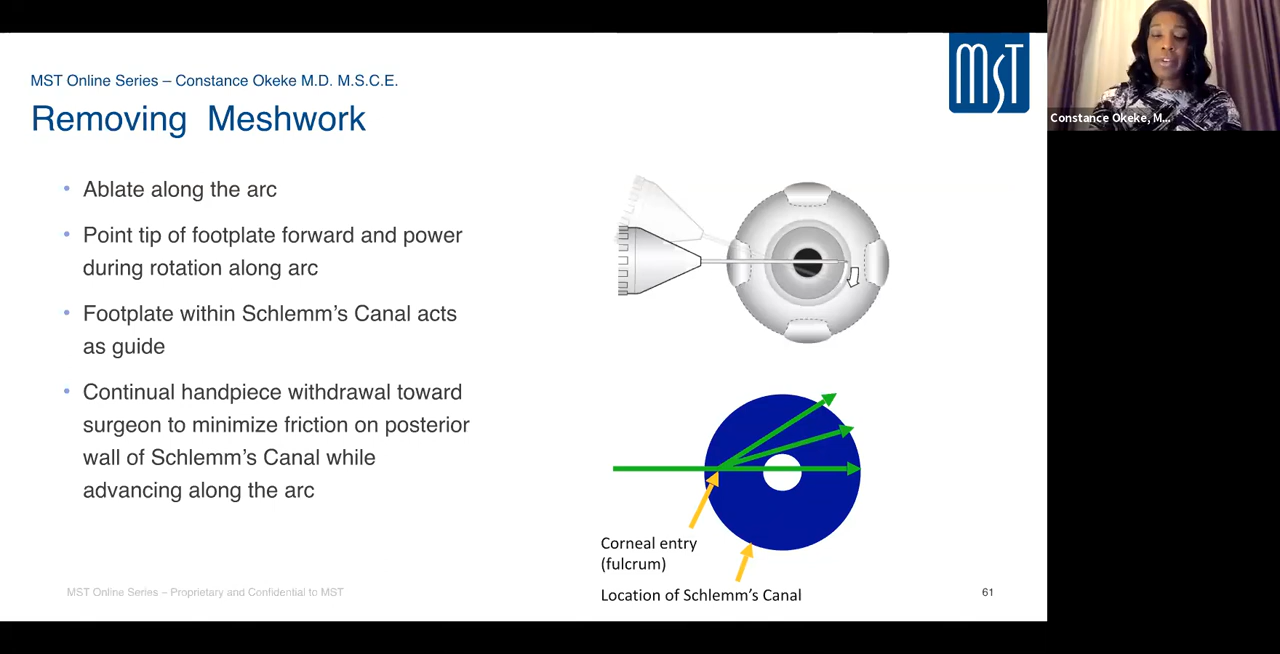 MST Online Series – Constance Okeke M.D. M.S.C.E.
Removing Meshwork
MST
Constance Okeke, M...
• Ablate along the arc
• Point tip of footplate forward and power
during rotation along arc
• Footplate within Schlemm's Canal acts
as guide
• Continual handpiece withdrawal toward
surgeon to minimize friction on posterior
wall of Schlemm's Canal while
advancing along the arc
Corneal entry
(fulcrum)
Location of Schlemm's Canal
MST Online Series – Proprietary and Confidential to MST
61